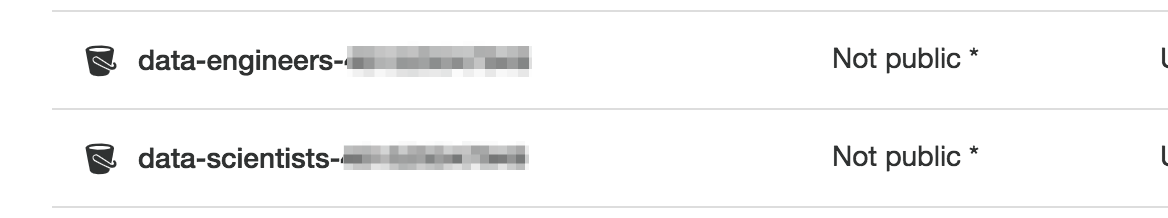 data-engineers- Not public *
data-scientists- Not public *